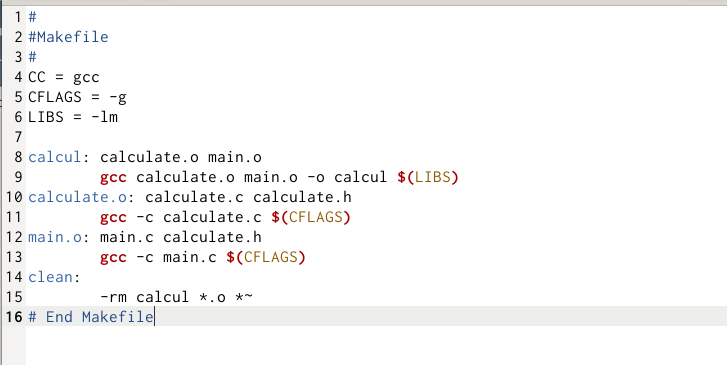 1 #
2 #Makefile
3 #
4 CC = gcc
5 CFLAGS = -g
6 LIBS = -lm
7
8 calcul: calculate.o main.o
9         gcc calculate.o main.o -o calcul $(LIBS)
10 calculate.o: calculate.c calculate.h
11         gcc -c calculate.c $(CFLAGS)
12 main.o: main.c calculate.h
13         gcc -c main.c $(CFLAGS)
14 clean:
15         -rm calcul *.o *~
16 # End Makefile